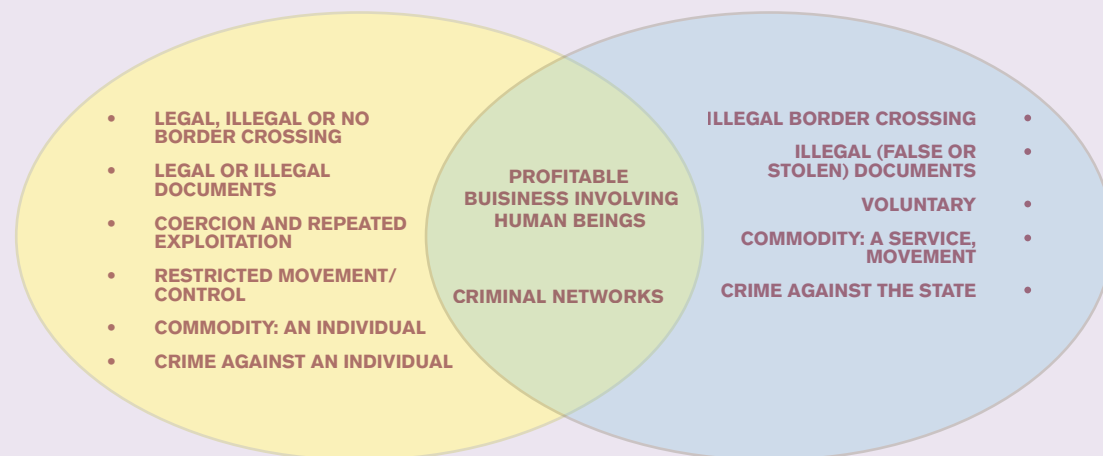 • LEGAL, ILLEGAL OR NO
BORDER CROSSING
• LEGAL OR ILLEGAL
DOCUMENTS
• COERCION AND REPEATED
EXPLOITATION
• RESTRICTED MOVEMENT/
CONTROL
• COMMODITY: AN INDIVIDUAL
• CRIME AGAINST AN INDIVIDUAL
PROFITABLE
BUISINESS INVOLVING
HUMAN BEINGS
CRIMINAL NETWORKS
ILLEGAL BORDER CROSSING •
ILLEGAL (FALSE OR •
STOLEN) DOCUMENTS
VOLUNTARY •
COMMODITY: A SERVICE, •
MOVEMENT
CRIME AGAINST THE STATE •